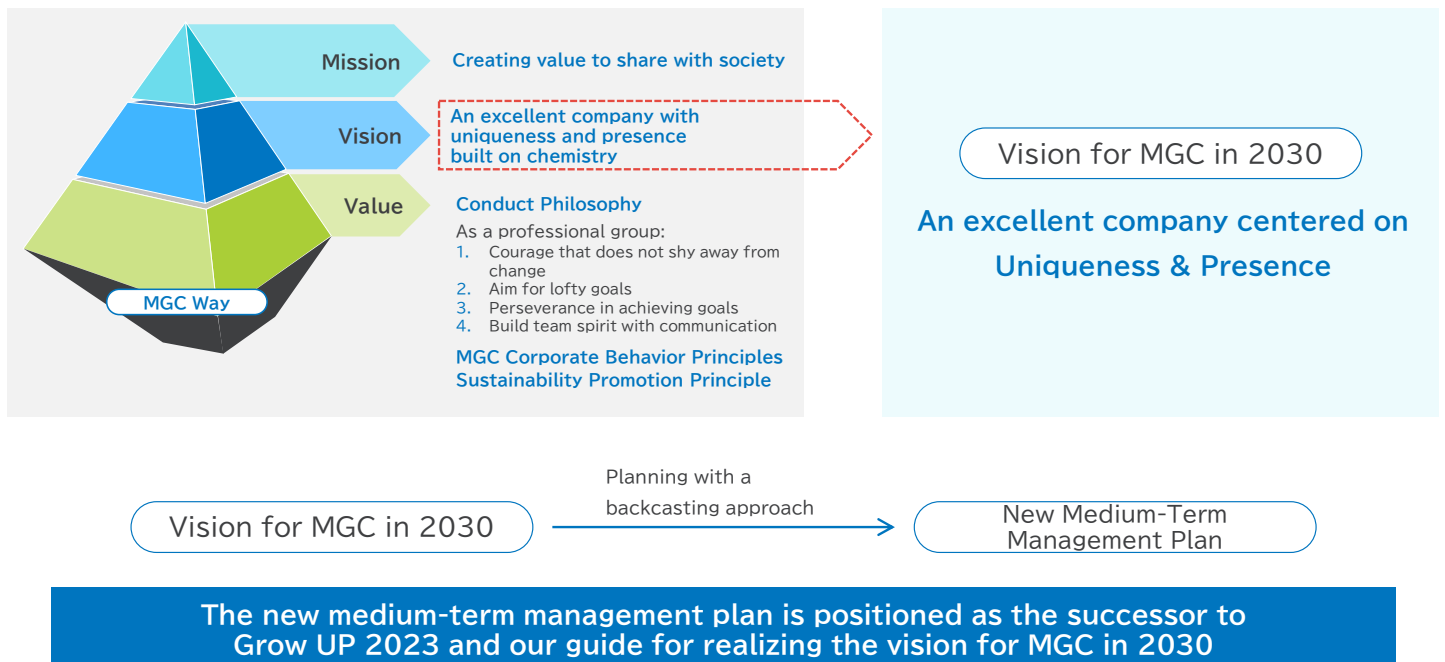 Mission
Creating value to share with society
Vision
An excellent company with
uniqueness and presence
built on chemistry
Value
Conduct Philosophy
As a professional group:
1. Courage that does not shy away from
change
2. Aim for lofty goals
3. Perseverance in achieving goals
4. Build team spirit with communication
MGC Corporate Behavior Principles
Sustainability Promotion Principle
MGC Way
Vision for MGC in 2030
An excellent company centered on
Uniqueness & Presence
Vision for MGC in 2030
Planning with a
backcasting approach
New Medium-Term
Management Plan
The new medium-term management plan is positioned as the successor to
Grow UP 2023 and our guide for realizing the vision for MGC in 2030